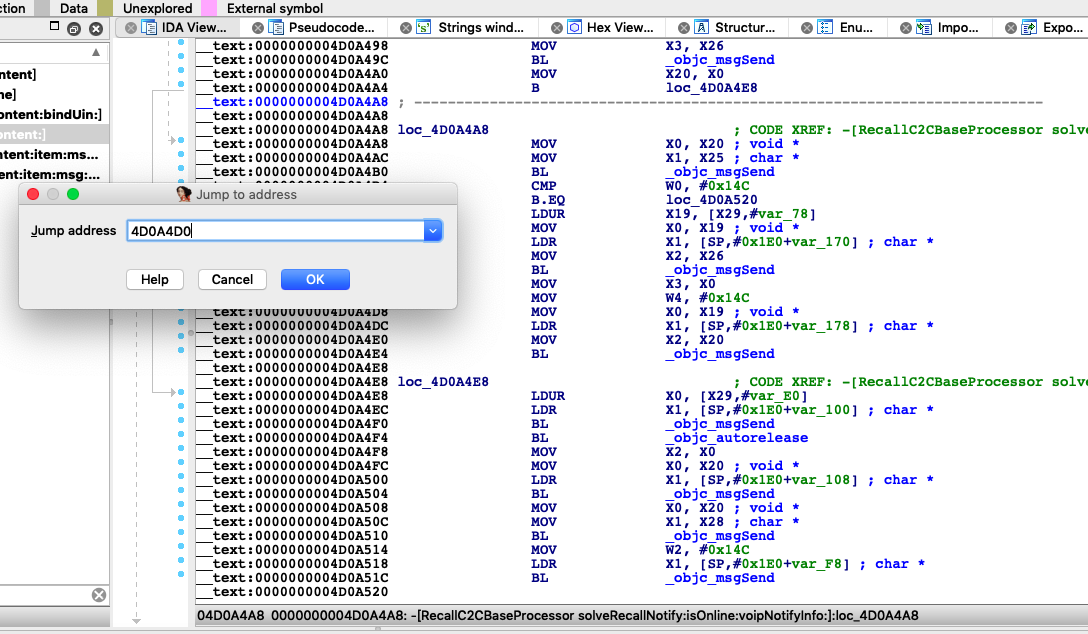 ction Data Unexplored External symbol
IDA View... Pseudocode... Strings wind... Hex View... Structur... Enu... Impo... Expo...
ntent]
ne]
ontent:bindUin:]
ontent:]
ntent:item:ms...
ent:item:msg:...
__text:0000000004D0A498 MOV X3, X26
__text:0000000004D0A49C BL _objc_msgSend
__text:0000000004D0A4A0 MOV X20, X0
__text:0000000004D0A4A4 B loc_4D0A4E8
__text:0000000004D0A4A8 ; ---------------------------------------------------------------------------
__text:0000000004D0A4A8
__text:0000000004D0A4A8 loc_4D0A4A8 ; CODE XREF: -[RecallC2CBaseProcessor solve
__text:0000000004D0A4A8 MOV X0, X20 ; void *
__text:0000000004D0A4AC MOV X1, X25 ; char *
__text:0000000004D0A4B0 BL _objc_msgSend
CMP W0, #0x14C
B.EQ loc_4D0A520
LDUR X19, [X29,#var_78]
MOV X0, X19 ; void *
LDR X1, [SP,#0x1E0+var_170] ; char *
MOV X2, X26
BL _objc_msgSend
MOV X3, X0
MOV W4, #0x14C
Jump to address
Jump address 4D0A4D0
Help Cancel OK
__text:0000000004D0A4D8 MOV X0, X19 ; void *
__text:0000000004D0A4DC LDR X1, [SP,#0x1E0+var_178] ; char *
__text:0000000004D0A4E0 MOV X2, X20
__text:0000000004D0A4E4 BL _objc_msgSend
__text:0000000004D0A4E8
__text:0000000004D0A4E8 loc_4D0A4E8 ; CODE XREF: -[RecallC2CBaseProcessor solve
__text:0000000004D0A4E8 LDUR X0, [X29,#var_E0]
__text:0000000004D0A4EC LDR X1, [SP,#0x1E0+var_100] ; char *
__text:0000000004D0A4F0 BL _objc_msgSend
__text:0000000004D0A4F4 BL _objc_autorelease
__text:0000000004D0A4F8 MOV X2, X0
__text:0000000004D0A4FC MOV X0, X20 ; void *
__text:0000000004D0A500 LDR X1, [SP,#0x1E0+var_108] ; char *
__text:0000000004D0A504 BL _objc_msgSend
__text:0000000004D0A508 MOV X0, X20 ; void *
__text:0000000004D0A50C MOV X1, X28 ; char *
__text:0000000004D0A510 BL _objc_msgSend
__text:0000000004D0A514 MOV W2, #0x14C
__text:0000000004D0A518 LDR X1, [SP,#0x1E0+var_F8] ; char *
__text:0000000004D0A51C BL _objc_msgSend
__text:0000000004D0A520
04D0A4A8 0000000004D0A4A8: -[RecallC2CBaseProcessor solveRecallNotify:isOnline:voipNotifyInfo:]:loc_4D0A4A8